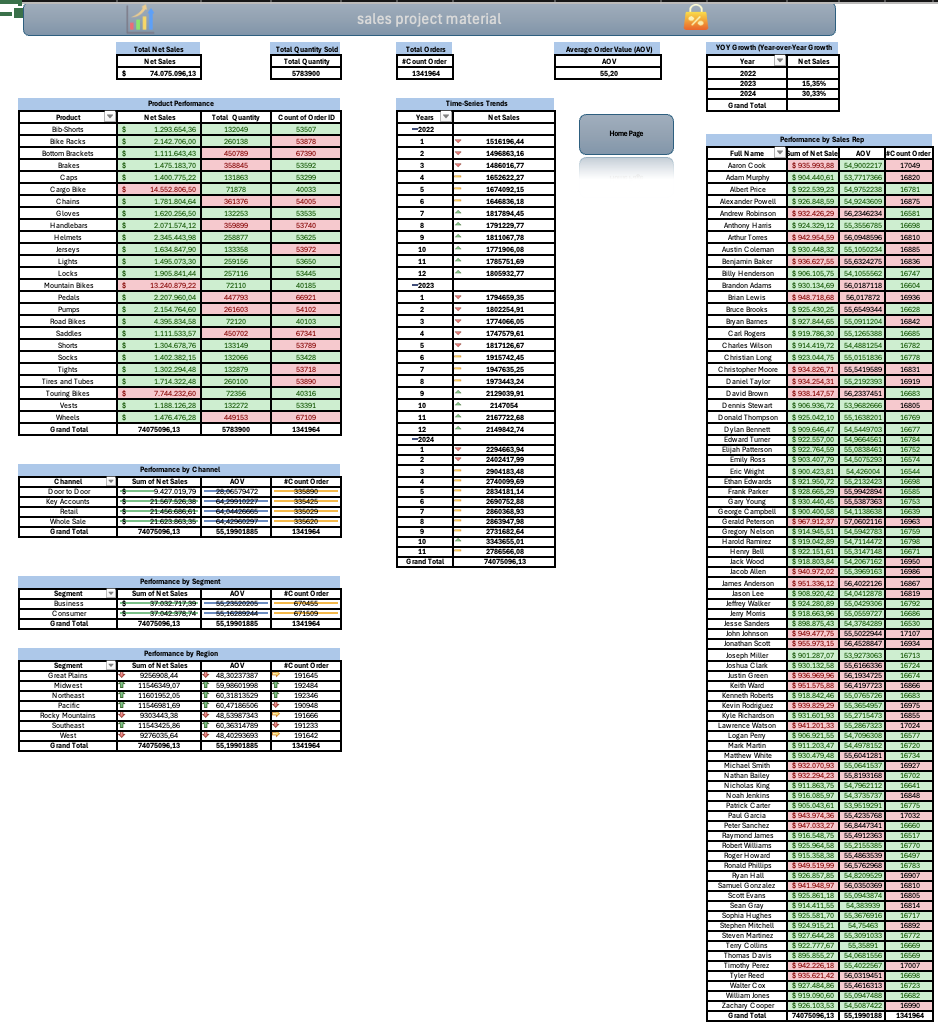 sales project material
Total Net Sales
Net Sales
$ 74.075.096,13
Total Quantity Sold
Total Quantity
5783900
Total Orders
#Count Order
1341964
Average Order Value (AOV)
AOV
55,20
YOY Growth (Year-over-Year Growth
Year Net Sales
2022
2023 15,35%
2024 30,33%
Grand Total
Product Performance
Product Net Sales Total Quantity Count of Order ID
Bib-Shorts $ 1.293.654,36 132049 53507
Bike Racks $ 2.142.706,00 260138 53878
Bottom Brackets $ 1.111.643,43 450789 67390
Brakes $ 1.475.183,70 358844 53592
Caps $ 1.400.775,22 131863 53299
Cargo Bike $ 14.552.806,50 71878 40033
Chains $ 1.781.804,64 361376 54005
Gloves $ 1.620.256,50 132253 53535
Handlebars $ 2.071.574,12 359899 53740
Helmets $ 2.345.443,98 258877 53625
Jerseys $ 1.634.847,90 133358 53972
Lights $ 1.495.073,30 259156 53650
Locks $ 1.905.841,44 257116 53445
Mountain Bikes $ 13.240.879,22 72110 40185
Pedals $ 2.207.960,04 447793 66921
Pumps $ 2.154.764,60 261603 54102
Road Bikes $ 4.395.834,58 72120 40103
Saddles $ 1.111.533,57 450702 67341
Shorts $ 1.304.678,76 133149 53789
Socks $ 1.402.382,15 132066 53428
Tights $ 1.302.294,48 132879 53718
Tires and Tubes $ 1.714.322,48 260100 53890
Touring Bikes $ 7.744.232,60 72356 40316
Vests $ 1.188.126,28 132272 53391
Wheels $ 1.476.476,28 449153 67109
Grand Total 74075096,13 5783900 1341964
Time-Series Trends
Years Net Sales
2022
1 1516196,44
2 1496863,16
3 1486016,77
4 1652622,27
5 1674092,15
6 1646836,18
7 1817894,45
8 1791229,77
9 1811067,78
10 1771906,08
11 1785751,69
12 1805932,77
2023
1 1794659,35
2 1802254,91
3 1774066,05
4 1747579,61
5 1817126,67
6 1915742,45
7 1947635,25
8 1973443,24
9 2129039,91
10 2147054
11 2167722,68
12 2149842,74
2024
1 2294663,94
2 2402417,99
3 2904183,48
4 2740099,69
5 2834181,14
6 2690752,88
7 2860368,93
8 2863947,98
9 2731682,64
10 3343655,01
11 2786566,08
Grand Total 74075096,13
Home Page
Performance by Channel
Channel Sum of Net Sales AOV #Count Order
Door to Door $ 9.427.019,79 28,06579472 335890
Key Accounts $ 21.567.526,38 64,29910227 335425
Retail $ 21.456.686,61 64,04426665 335029
Whole Sale $ 21.623.863,35 64,42960297 335620
Grand Total 74075096,13 55,19901885 1341964
Performance by Segment
Segment Sum of Net Sales AOV #Count Order
Business $ 37.032.717,39 55,23520205 670455
Consumer $ 37.042.378,74 55,16289244 671509
Grand Total 74075096,13 55,19901885 1341964
Performance by Region
Segment Sum of Net Sales AOV #Count Order
Great Plains 9256908,44 48,30237387 191645
Midwest 11546349,07 59,98601998 192484
Northeast 11601952,05 60,31813529 192346
Pacific 11546981,69 60,47186506 190948
Rocky Mountains 9303443,38 48,53987343 191666
Southeast 11543425,86 60,36314789 191233
West 9276035,64 48,40293693 191642
Grand Total 74075096,13 55,19901885 1341964
Performance by Sales Rep
Full Name Sum of Net Sale AOV #Count Order
Aaron Cook $ 935.993,88 54,9002217 17049
Adam Murphy $ 904.440,61 53,7717366 16820
Albert Price $ 922.539,23 54,9752238 16781
Alexander Powell $ 926.848,59 54,9243609 16875
Andrew Robinson $ 932.426,29 56,2346234 16581
Anthony Harris $ 924.329,12 55,3556785 16698
Arthur Torres $ 942.954,59 56,0948596 16810
Austin Coleman $ 930.448,32 55,1050234 16885
Benjamin Baker $ 936.627,55 55,6324275 16836
Billy Henderson $ 906.105,75 54,1055562 16747
Brandon Adams $ 930.134,69 56,0187118 16604
Brian Lewis $ 948.718,68 56,017872 16936
Bruce Brooks $ 925.430,25 55,6549344 16628
Bryan Barnes $ 927.844,65 55,0911204 16842
Carl Rogers $ 919.786,30 55,1265388 16685
Charles Wilson $ 914.419,72 54,4881254 16782
Christian Long $ 923.044,75 55,0151836 16778
Christopher Moore $ 934.826,71 55,5419589 16831
Daniel Taylor $ 934.254,31 55,2192393 16919
David Brown $ 938.147,57 56,2337451 16683
Dennis Stewart $ 906.936,72 53,9682666 16805
Donald Thompson $ 925.042,10 55,1638201 16769
Dylan Bennett $ 909.646,47 54,5449703 16677
Edward Turner $ 922.557,00 54,9664561 16784
Elijah Patterson $ 922.764,59 55,0838461 16752
Emily Ross $ 903.407,79 54,5075293 16574
Eric Wright $ 900.423,81 54,426004 16544
Ethan Edwards $ 921.950,72 55,2132423 16698
Frank Parker $ 928.665,29 55,9942894 16585
Gary Young $ 930.440,45 55,5387363 16753
George Campbell $ 900.400,58 54,1138638 16639
Gerald Peterson $ 967.912,37 57,0602116 16963
Gregory Nelson $ 914.945,51 54,5942783 16759
Harold Ramirez $ 919.042,89 54,7114472 16798
Henry Bell $ 922.151,61 55,3147148 16671
Jack Wood $ 918.803,84 54,2067162 16950
Jacob Allen $ 940.972,02 55,3969163 16986
James Anderson $ 951.336,12 56,4022126 16867
Jason Lee $ 908.920,42 54,0412878 16819
Jeffrey Walker $ 924.280,89 55,0429306 16792
Jerry Morris $ 918.663,96 55,0559727 16686
Jesse Sanders $ 898.875,43 54,3784289 16530
John Johnson $ 949.477,75 55,5022944 17107
Jonathan Scott $ 955.973,15 56,4528847 16934
Joseph Miller $ 901.287,07 53,9273063 16713
Joshua Clark $ 930.132,58 55,6166336 16724
Justin Green $ 936.969,96 56,1934725 16674
Keith Ward $ 951.575,88 56,4197723 16866
Kenneth Roberts $ 918.842,46 55,0765726 16683
Kevin Rodriguez $ 939.829,29 55,3654957 16975
Kyle Richardson $ 931.601,93 55,2715473 16855
Lawrence Watson $ 941.201,33 55,2867323 17024
Logan Perry $ 906.921,55 54,7096308 16577
Mark Martin $ 911.203,47 54,4978152 16720
Matthew White $ 930.479,48 55,6041281 16734
Michael Smith $ 932.070,93 55,0641537 16927
Nathan Bailey $ 932.294,23 55,8193168 16702
Nicholas King $ 911.863,75 54,7962112 16641
Noah Jenkins $ 916.085,97 54,3735737 16848
Patrick Carter $ 905.043,61 53,9519291 16775
Paul Garcia $ 943.974,36 55,4235768 17032
Peter Sanchez $ 947.033,27 56,8447341 16660
Raymond James $ 916.548,75 55,4912363 16517
Robert Williams $ 925.964,58 55,2155385 16770
Roger Howard $ 915.358,38 55,4863539 16497
Ronald Phillips $ 949.519,99 56,5762968 16783
Ryan Hall $ 926.857,85 54,8209529 16907
Samuel Gonzalez $ 941.948,97 56,0350369 16810
Scott Evans $ 925.861,18 55,0943874 16805
Sean Gray $ 914.411,55 54,383939 16814
Sophia Hughes $ 925.581,70 55,3676916 16717
Stephen Mitchell $ 924.915,21 54,75463 16892
Steven Martinez $ 927.644,28 55,3091033 16772
Terry Collins $ 922.777,67 55,35891 16669
Thomas Davis $ 895.855,27 54,0681556 16569
Timothy Perez $ 942.226,18 55,4022567 17007
Tyler Reed $ 935.621,42 56,0319451 16698
Walter Cox $ 927.484,86 55,4616313 16723
William Jones $ 919.090,60 55,0947488 16682
Zachary Cooper $ 926.103,53 54,5087422 16990
Grand Total 74075096,13 55,1990188 1341964